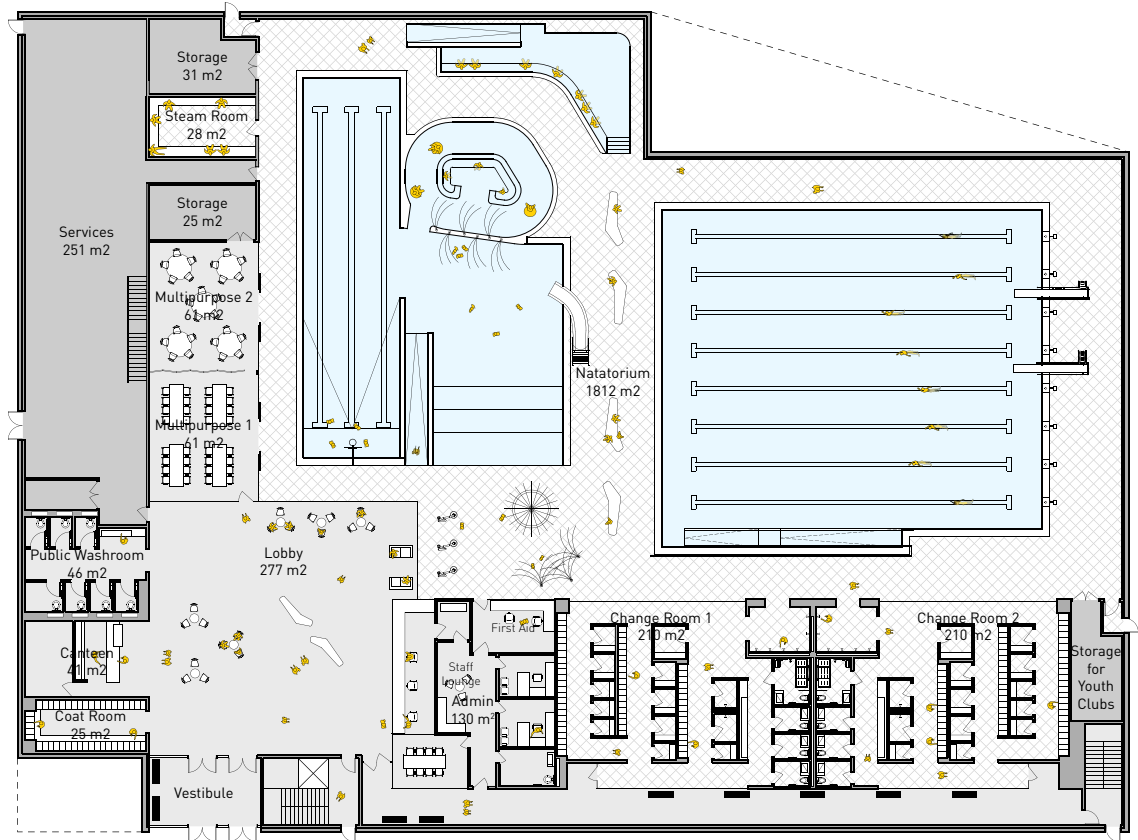 Storage
31 m2
Steam Room
28 m2
Storage
25 m2
Services
251 m2
Multipurpose 2
61 m2
Natatorium
1812 m2
Multipurpose 1
61 m2
Lobby
277 m2
Public Washroom
46 m2
Change Room 1
210 m2
Change Room 2
210 m2
First Aid
Canteen
41 m2
Staff
Lounge
Storage
for
Youth
Clubs
Admin
130 m²
Coat Room
25 m2
Vestibule